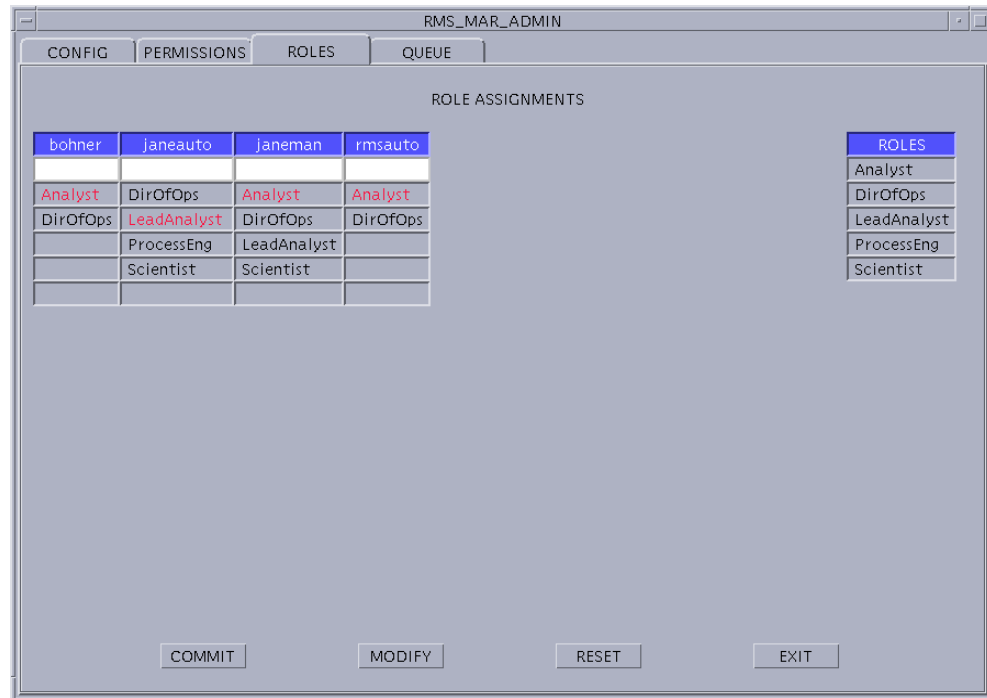 RMS_MAR_ADMIN
CONFIG PERMISSIONS ROLES QUEUE
ROLE ASSIGNMENTS
bohner janeauto janeman rmsauto ROLES
Analyst
Analyst DirOfOps Analyst Analyst DirOfOps
DirOfOps LeadAnalyst DirOfOps DirOfOps LeadAnalyst
ProcessEng LeadAnalyst ProcessEng
Scientist Scientist Scientist
COMMIT MODIFY RESET EXIT